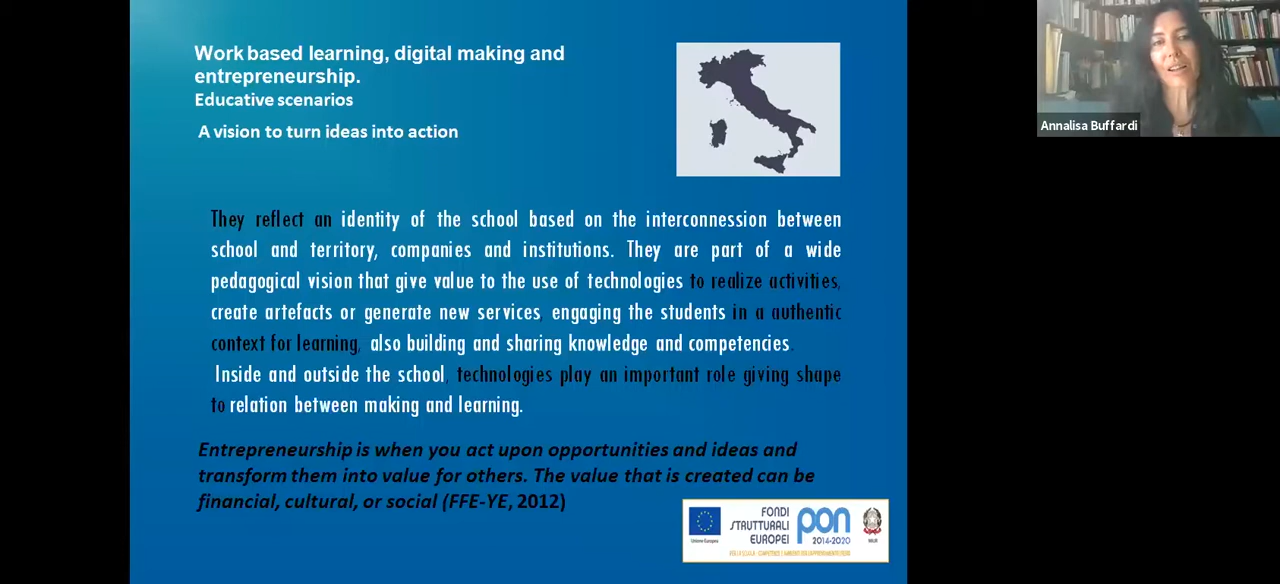 Work based learning, digital making and
entrepreneurship.
Educative scenarios
A vision to turn ideas into action
They reflect an identity of the school based on the interconnession between
school and territory, companies and institutions. They are part of a wide
pedagogical vision that give value to the use of technologies to realize activities,
create artefacts or generate new services, engaging the students in a authentic
context for learning, also building and sharing knowledge and competencies.
Inside and outside the school, technologies play an important role giving shape
to relation between making and learning.
Entrepreneurship is when you act upon opportunities and ideas and
transform them into value for others. The value that is created can be
financial, cultural, or social (FFE-YE, 2012)
Unione Europea
FONDI
STRUTTURALI
EUROPEI
pon
2014-2020
MIUR
Annalisa Buffardi